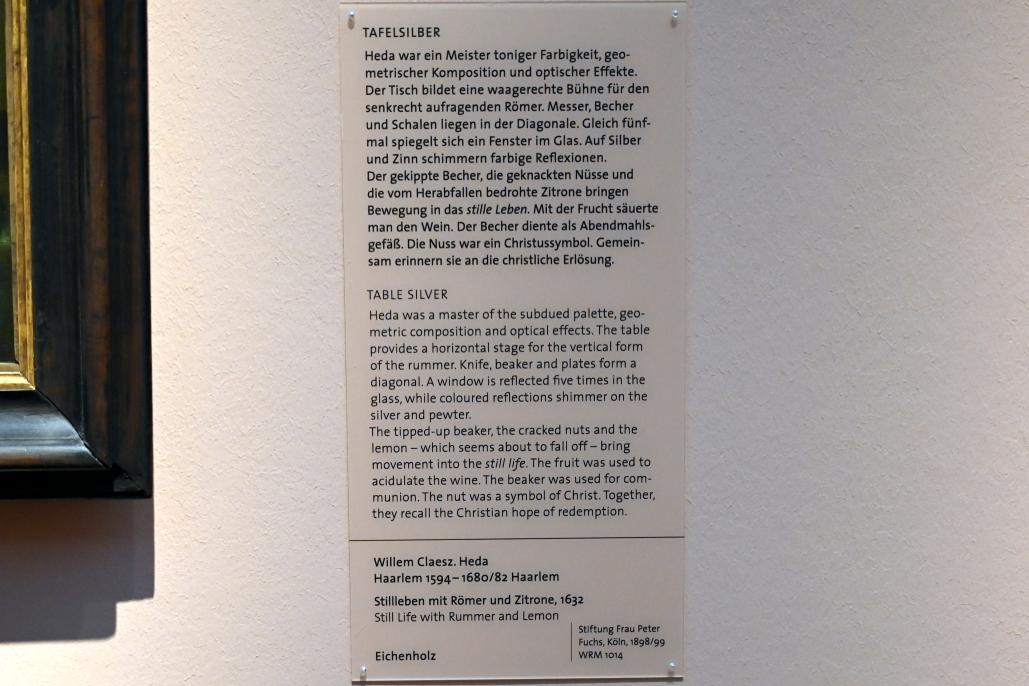 TAFELSILBER
Heda war ein Meister toniger Farbigkeit, geo-
metrischer Komposition und optischer Effekte.
Der Tisch bildet eine waagerechte Bühne für den
senkrecht aufragenden Römer. Messer, Becher
und Schalen liegen in der Diagonale. Gleich fünf-
mal spiegelt sich ein Fenster im Glas. Auf Silber
und Zinn schimmern farbige Reflexionen.
Der gekippte Becher, die geknackten Nüsse und
die vom Herabfallen bedrohte Zitrone bringen
Bewegung in das stille Leben. Mit der Frucht säuerte
man den Wein. Der Becher diente als Abendmahls-
gefäß. Die Nuss war ein Christussymbol. Gemein-
sam erinnern sie an die christliche Erlösung.
TABLE SILVER
Heda was a master of the subdued palette, geo-
metric composition and optical effects. The table
provides a horizontal stage for the vertical form
of the rummer. Knife, beaker and plates form a
diagonal. A window is reflected five times in the
glass, while coloured reflections shimmer on the
silver and pewter.
The tipped-up beaker, the cracked nuts and the
lemon – which seems about to fall off – bring
movement into the still life. The fruit was used to
acidulate the wine. The beaker was used for com-
munion. The nut was a symbol of Christ. Together,
they recall the Christian hope of redemption.
Willem Claesz. Heda
Haarlem 1594 – 1680/82 Haarlem
Stillleben mit Römer und Zitrone, 1632
Still Life with Rummer and Lemon
Eichenholz
Stiftung Frau Peter
Fuchs, Köln, 1898/99
WRM 1014